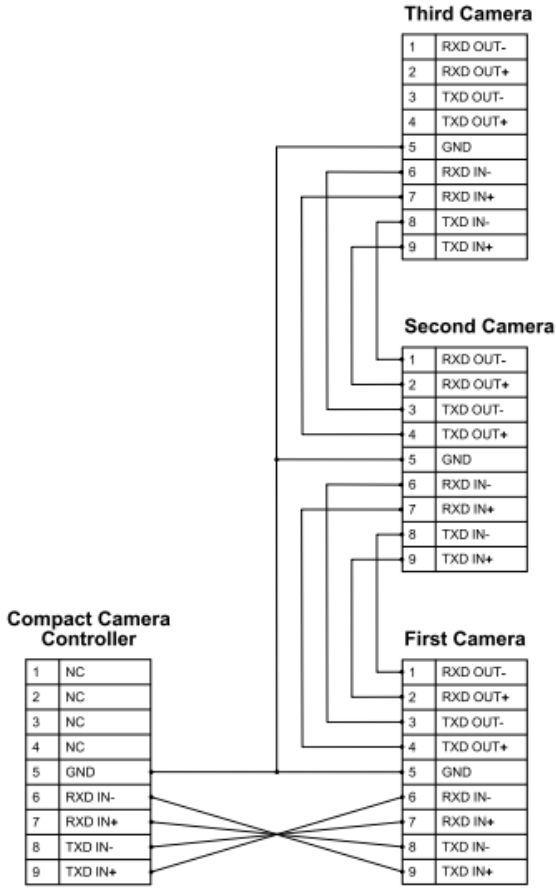 Third Camera
1 RXD OUT-
2 RXD OUT+
3 TXD OUT-
4 TXD OUT+
5 GND
6 RXD IN-
7 RXD IN+
8 TXD IN-
9 TXD IN+
Second Camera
1 RXD OUT-
2 RXD OUT+
3 TXD OUT-
4 TXD OUT+
5 GND
6 RXD IN-
7 RXD IN+
8 TXD IN-
9 TXD IN+
Compact Camera
Controller
1 NC
2 NC
3 NC
4 NC
5 GND
6 RXD IN-
7 RXD IN+
8 TXD IN-
9 TXD IN+
First Camera
1 RXD OUT-
2 RXD OUT+
3 TXD OUT-
4 TXD OUT+
5 GND
6 RXD IN-
7 RXD IN+
8 TXD IN-
9 TXD IN+